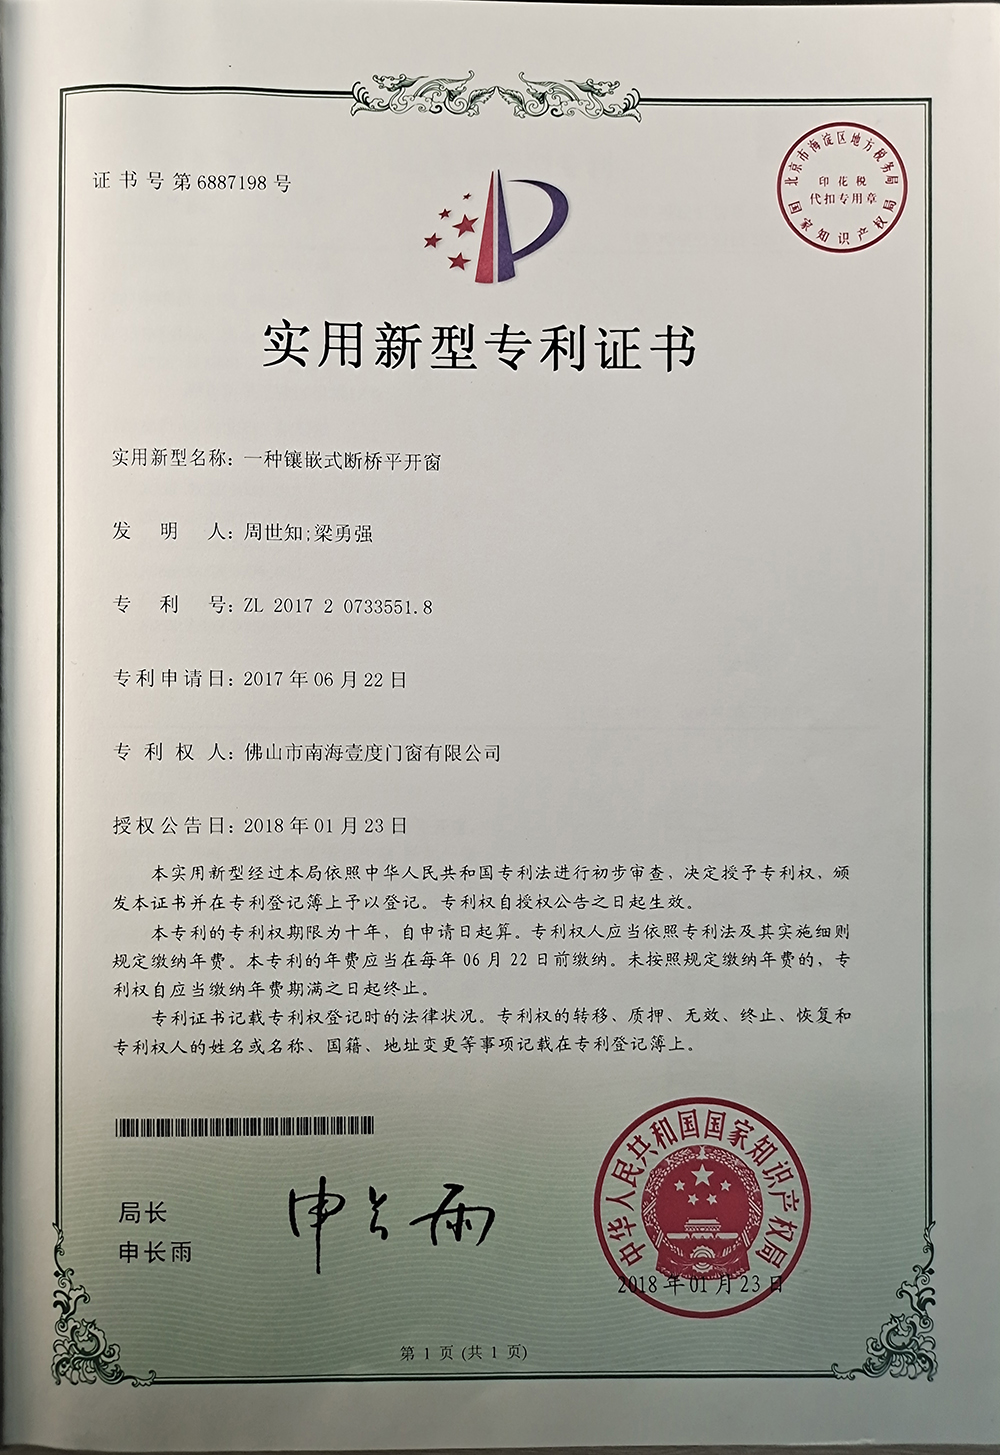 证书号第6887198号
北京市海淀区地方税务局
印花税
代扣专用章
国家知识产权局
实用新型专利证书
实用新型名称：一种镶嵌式断桥平开窗
发明人：周世知;梁勇强
专利号：ZL 2017 2 0733551.8
专利申请日：2017年06月22日
专利权人：佛山市南海壹度门窗有限公司
授权公告日：2018年01月23日
本实用新型经过本局依照中华人民共和国专利法进行初步审查，决定授予专利权，颁
发本证书并在专利登记簿上予以登记。专利权自授权公告之日起生效。
本专利的专利权期限为十年，自申请日起算。专利权人应当依照专利法及其实施细则
规定缴纳年费。本专利的年费应当在每年06月22日前缴纳。未按照规定缴纳年费的，专
利权自应当缴纳年费期满之日起终止。
专利证书记载专利权登记时的法律状况。专利权的转移、质押、无效、终止、恢复和
专利权人的姓名或名称、国籍、地址变更等事项记载在专利登记簿上。
局长
申长雨
申长雨
中华人民共和国国家知识产权局
2018年01月23日
第1页(共1页)